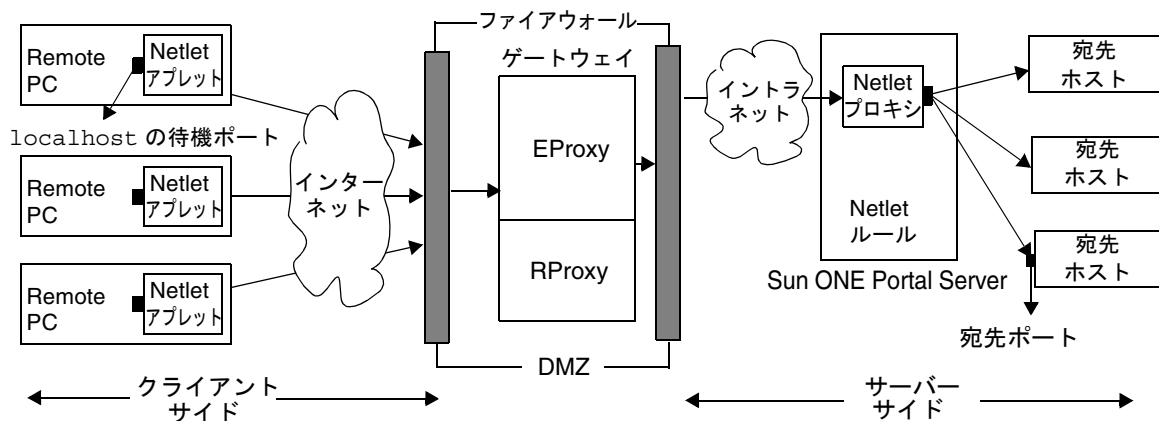 ファイアウォール
ゲートウェイ
Remote
PC
Netlet
アプレット
localhost の待機ポート
Remote
PC
Netlet
アプレット
Remote
PC
Netlet
アプレット
インター
ネット
EProxy
RProxy
DMZ
イントラ
ネット
Netlet
プロキシ
Netlet
ルール
Sun ONE Portal Server
宛先
ホスト
宛先
ホスト
宛先
ホスト
宛先ポート
クライアント
サイド
サーバー
サイド